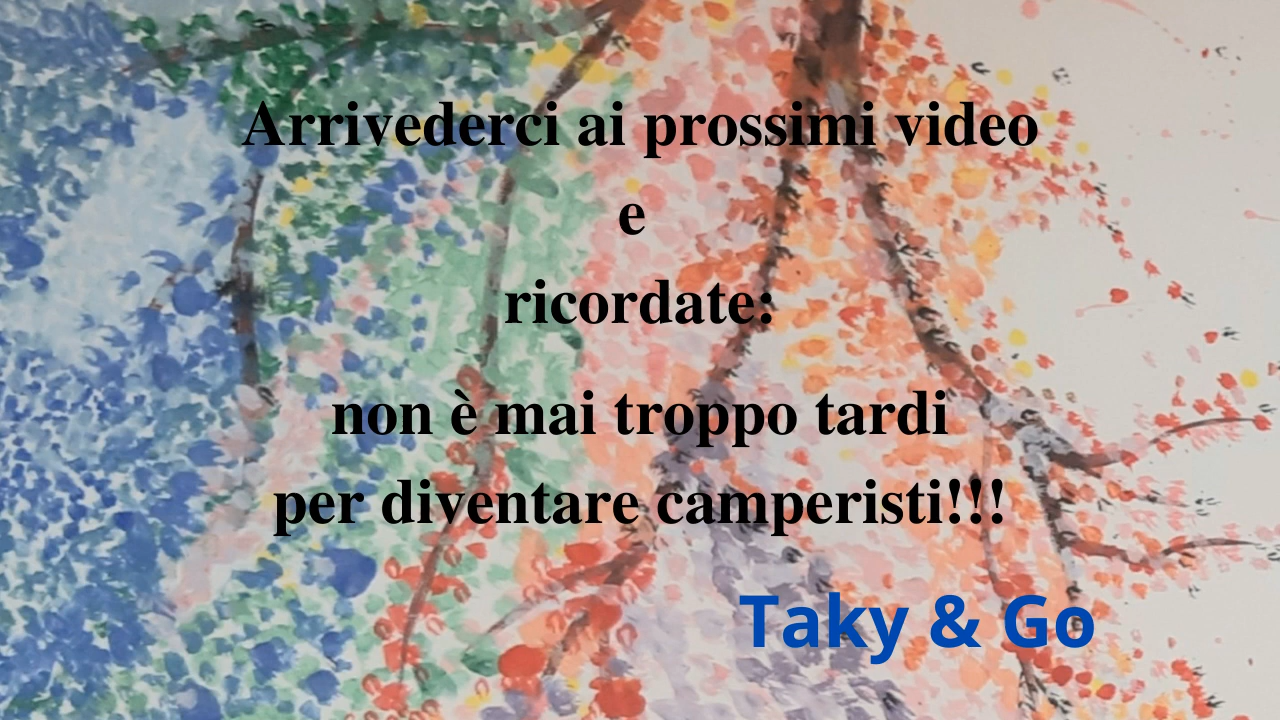 Arrivederci ai prossimi video
e
ricordate:
non è mai troppo tardi
per diventare camperisti!!!
Taky & Go